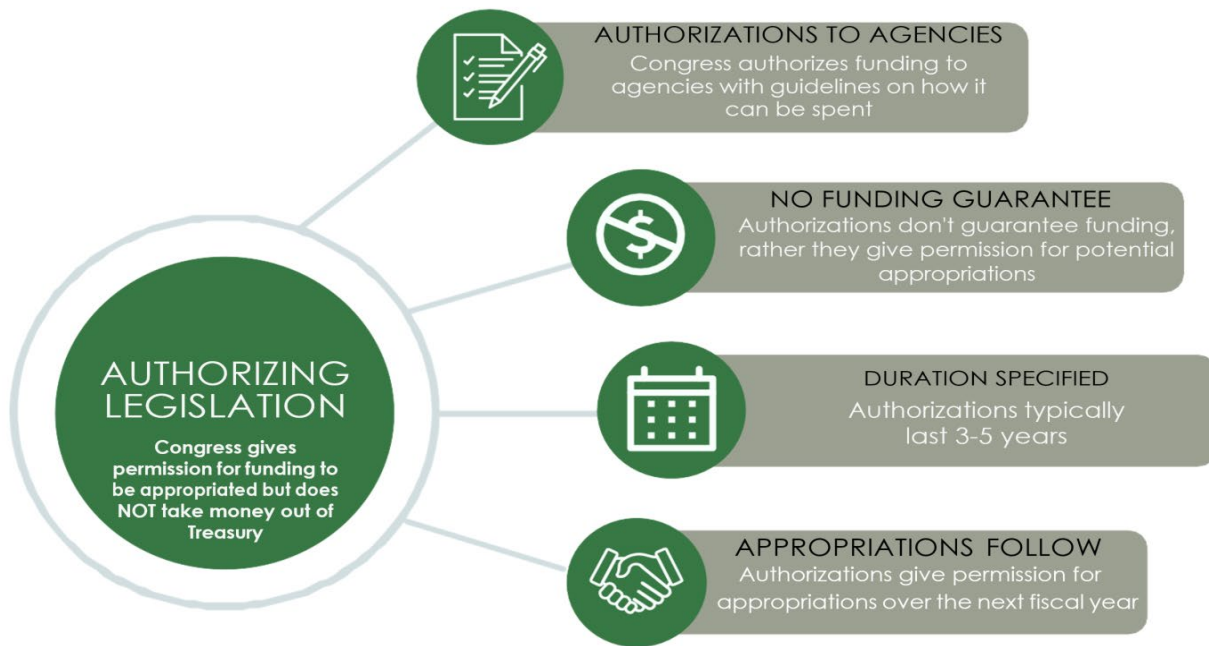 AUTHORIZATIONS TO AGENCIES
Congress authorizes funding to
agencies with guidelines on how it
can be spent
NO FUNDING GUARANTEE
Authorizations don't guarantee funding,
rather they give permission for potential
appropriations
AUTHORIZING
LEGISLATION
Congress gives
permission for funding to
be appropriated but does
NOT take money out of
Treasury
DURATION SPECIFIED
Authorizations typically
last 3-5 years
APPROPRIATIONS FOLLOW
Authorizations give permission for
appropriations over the next fiscal year